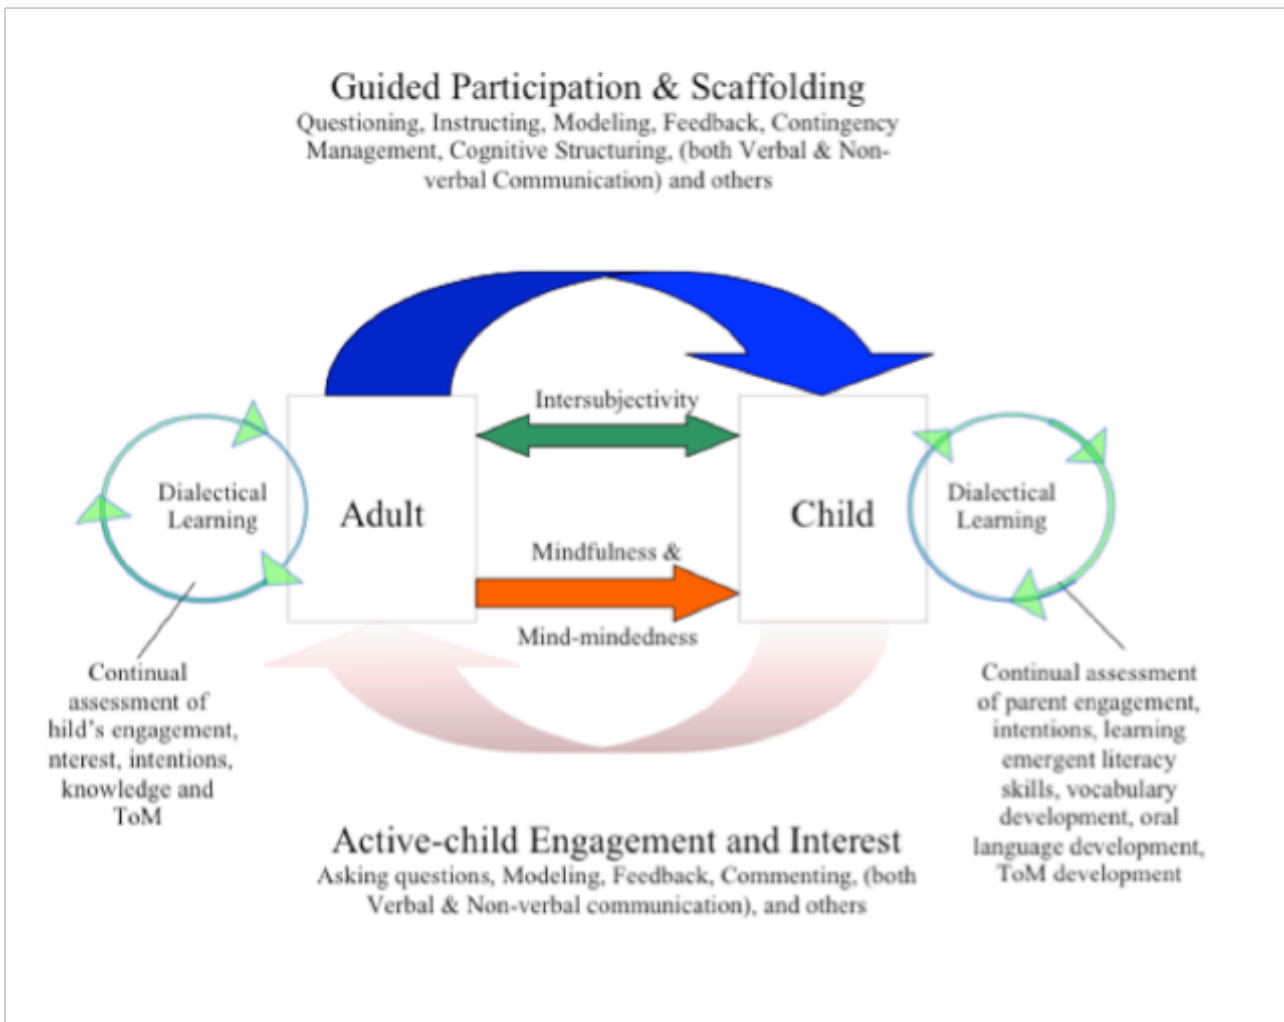 Guided Participation & Scaffolding
Questioning, Instructing, Modeling, Feedback, Contingency
Management, Cognitive Structuring, (both Verbal & Non-
verbal Communication) and others
Intersubjectivity
Dialectical
Learning
Adult
Child
Dialectical
Learning
Mindfulness &
Mind-mindedness
Continual
assessment of
hild's engagement,
nterest, intentions,
knowledge and
ToM
Continual assessment
of parent engagement,
intentions, learning
emergent literacy
skills, vocabulary
development, oral
language development,
ToM development
Active-child Engagement and Interest
Asking questions, Modeling, Feedback, Commenting, (both
Verbal & Non-verbal communication), and others